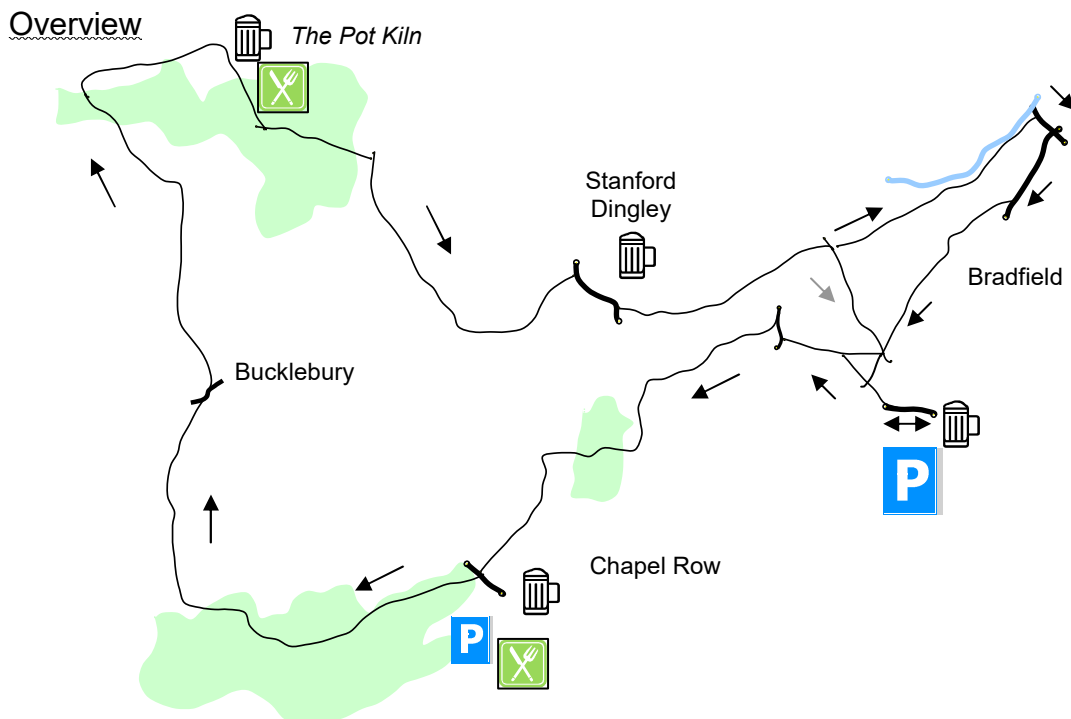 Overview
The Pot Kiln
Stanford
Dingley
Bradfield
Bucklebury
P
Chapel Row
P